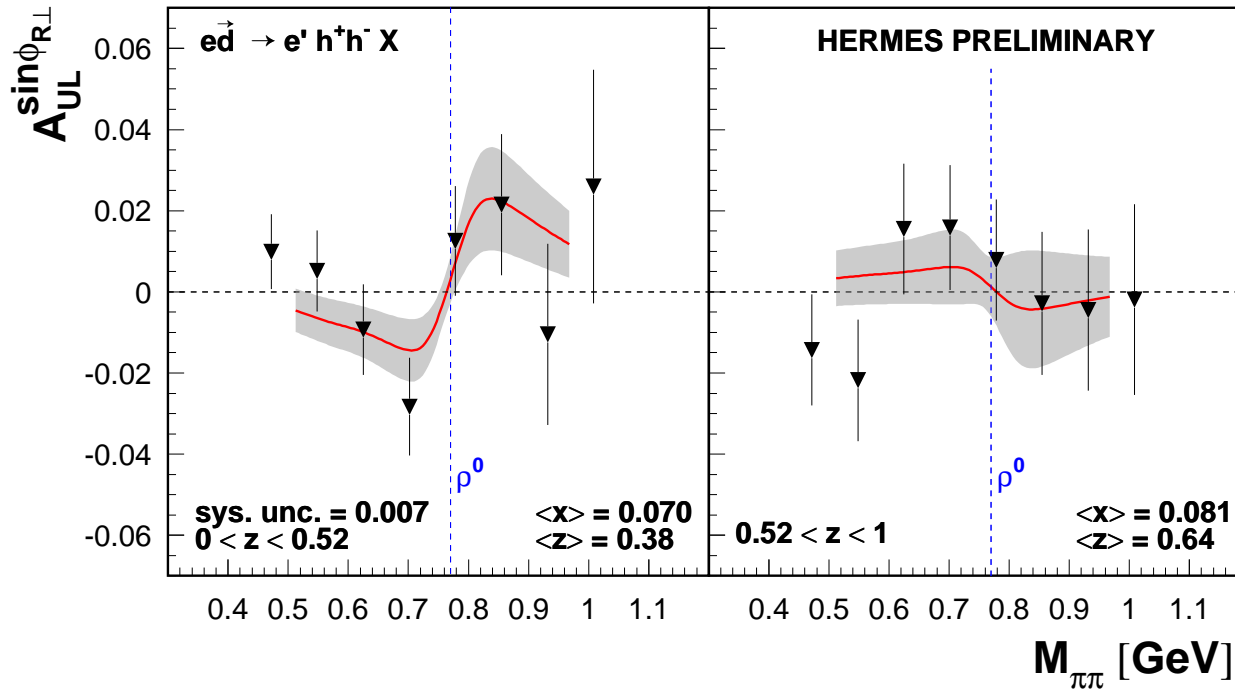 A_UL^sinϕ_R⊥
0.06
0.04
0.02
0
-0.02
-0.04
-0.06
ed⃗ → e' h⁺h⁻ X
ρ⁰
sys. unc. = 0.007
0 < z < 0.52
<x> = 0.070
<z> = 0.38
0.4 0.5 0.6 0.7 0.8 0.9 1 1.1
HERMES PRELIMINARY
ρ⁰
0.52 < z < 1
<x> = 0.081
<z> = 0.64
0.4 0.5 0.6 0.7 0.8 0.9 1 1.1
M_ππ [GeV]